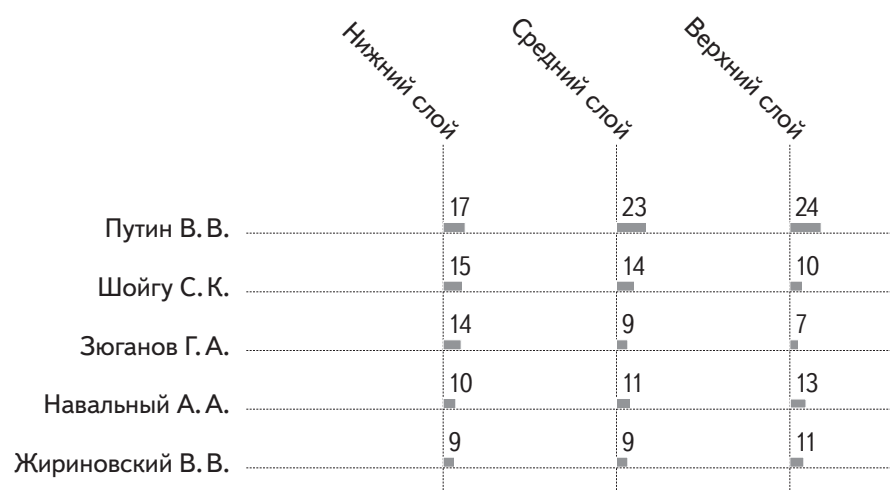 Нижний слой Средний слой Верхний слой
Путин В. В. 17 23 24
Шойгу С. К. 15 14 10
Зюганов Г. А. 14 9 7
Навальный А. А. 10 11 13
Жириновский В. В. 9 9 11